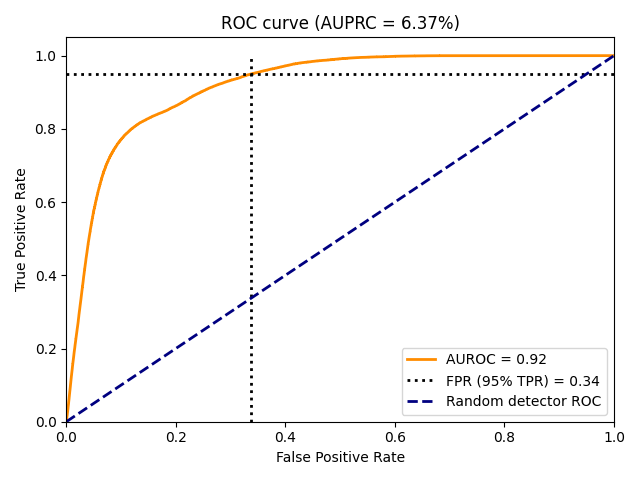 ROC curve (AUPRC = 6.37%)
1.0
0.8
0.6
0.4
0.2
0.0
True Positive Rate
AUROC = 0.92
FPR (95% TPR) = 0.34
Random detector ROC
0.0 0.2 0.4 0.6 0.8 1.0
False Positive Rate